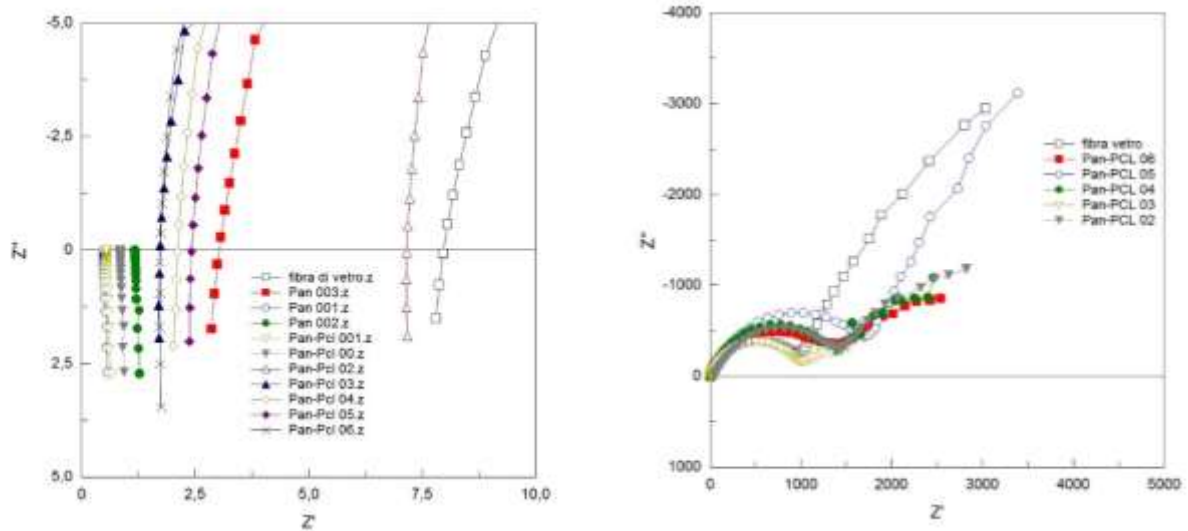 -5,0
-2,5
0
2,5
5,0
Z''
0
2,5
5,0
7,5
10,0
Z'
fibra di vetro.z
Pan 003.z
Pan 001.z
Pan 002.z
Pan-Pcl 001.z
Pan-Pcl 00.z
Pan-Pcl 02.z
Pan-Pcl 03.z
Pan-Pcl 04.z
Pan-Pcl 05.z
Pan-Pcl 06.z
-4000
-3000
-2000
-1000
0
1000
Z''
0
1000
2000
3000
4000
5000
Z'
fibra vetro
Pan-PCL 06
Pan-PCL 05
Pan-PCL 04
Pan-PCL 03
Pan-PCL 02